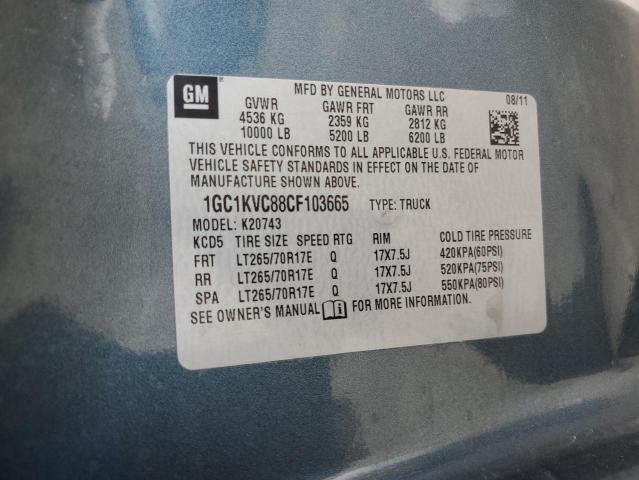 GM
MFD BY GENERAL MOTORS LLC 08/11
GVWR GAWR FRT GAWR RR
4536 KG 2359 KG 2812 KG
10000 LB 5200 LB 6200 LB
THIS VEHICLE CONFORMS TO ALL APPLICABLE U.S. FEDERAL MOTOR
VEHICLE SAFETY STANDARDS IN EFFECT ON THE DATE OF
MANUFACTURE SHOWN ABOVE.
1GC1KVC88CF103665 TYPE: TRUCK
MODEL: K20743
KCD5 TIRE SIZE SPEED RTG RIM COLD TIRE PRESSURE
FRT LT265/70R17E Q 17X7.5J 420KPA(60PSI)
RR LT265/70R17E Q 17X7.5J 520KPA(75PSI)
SPA LT265/70R17E Q 17X7.5J 550KPA(80PSI)
SEE OWNER'S MANUAL FOR MORE INFORMATION.